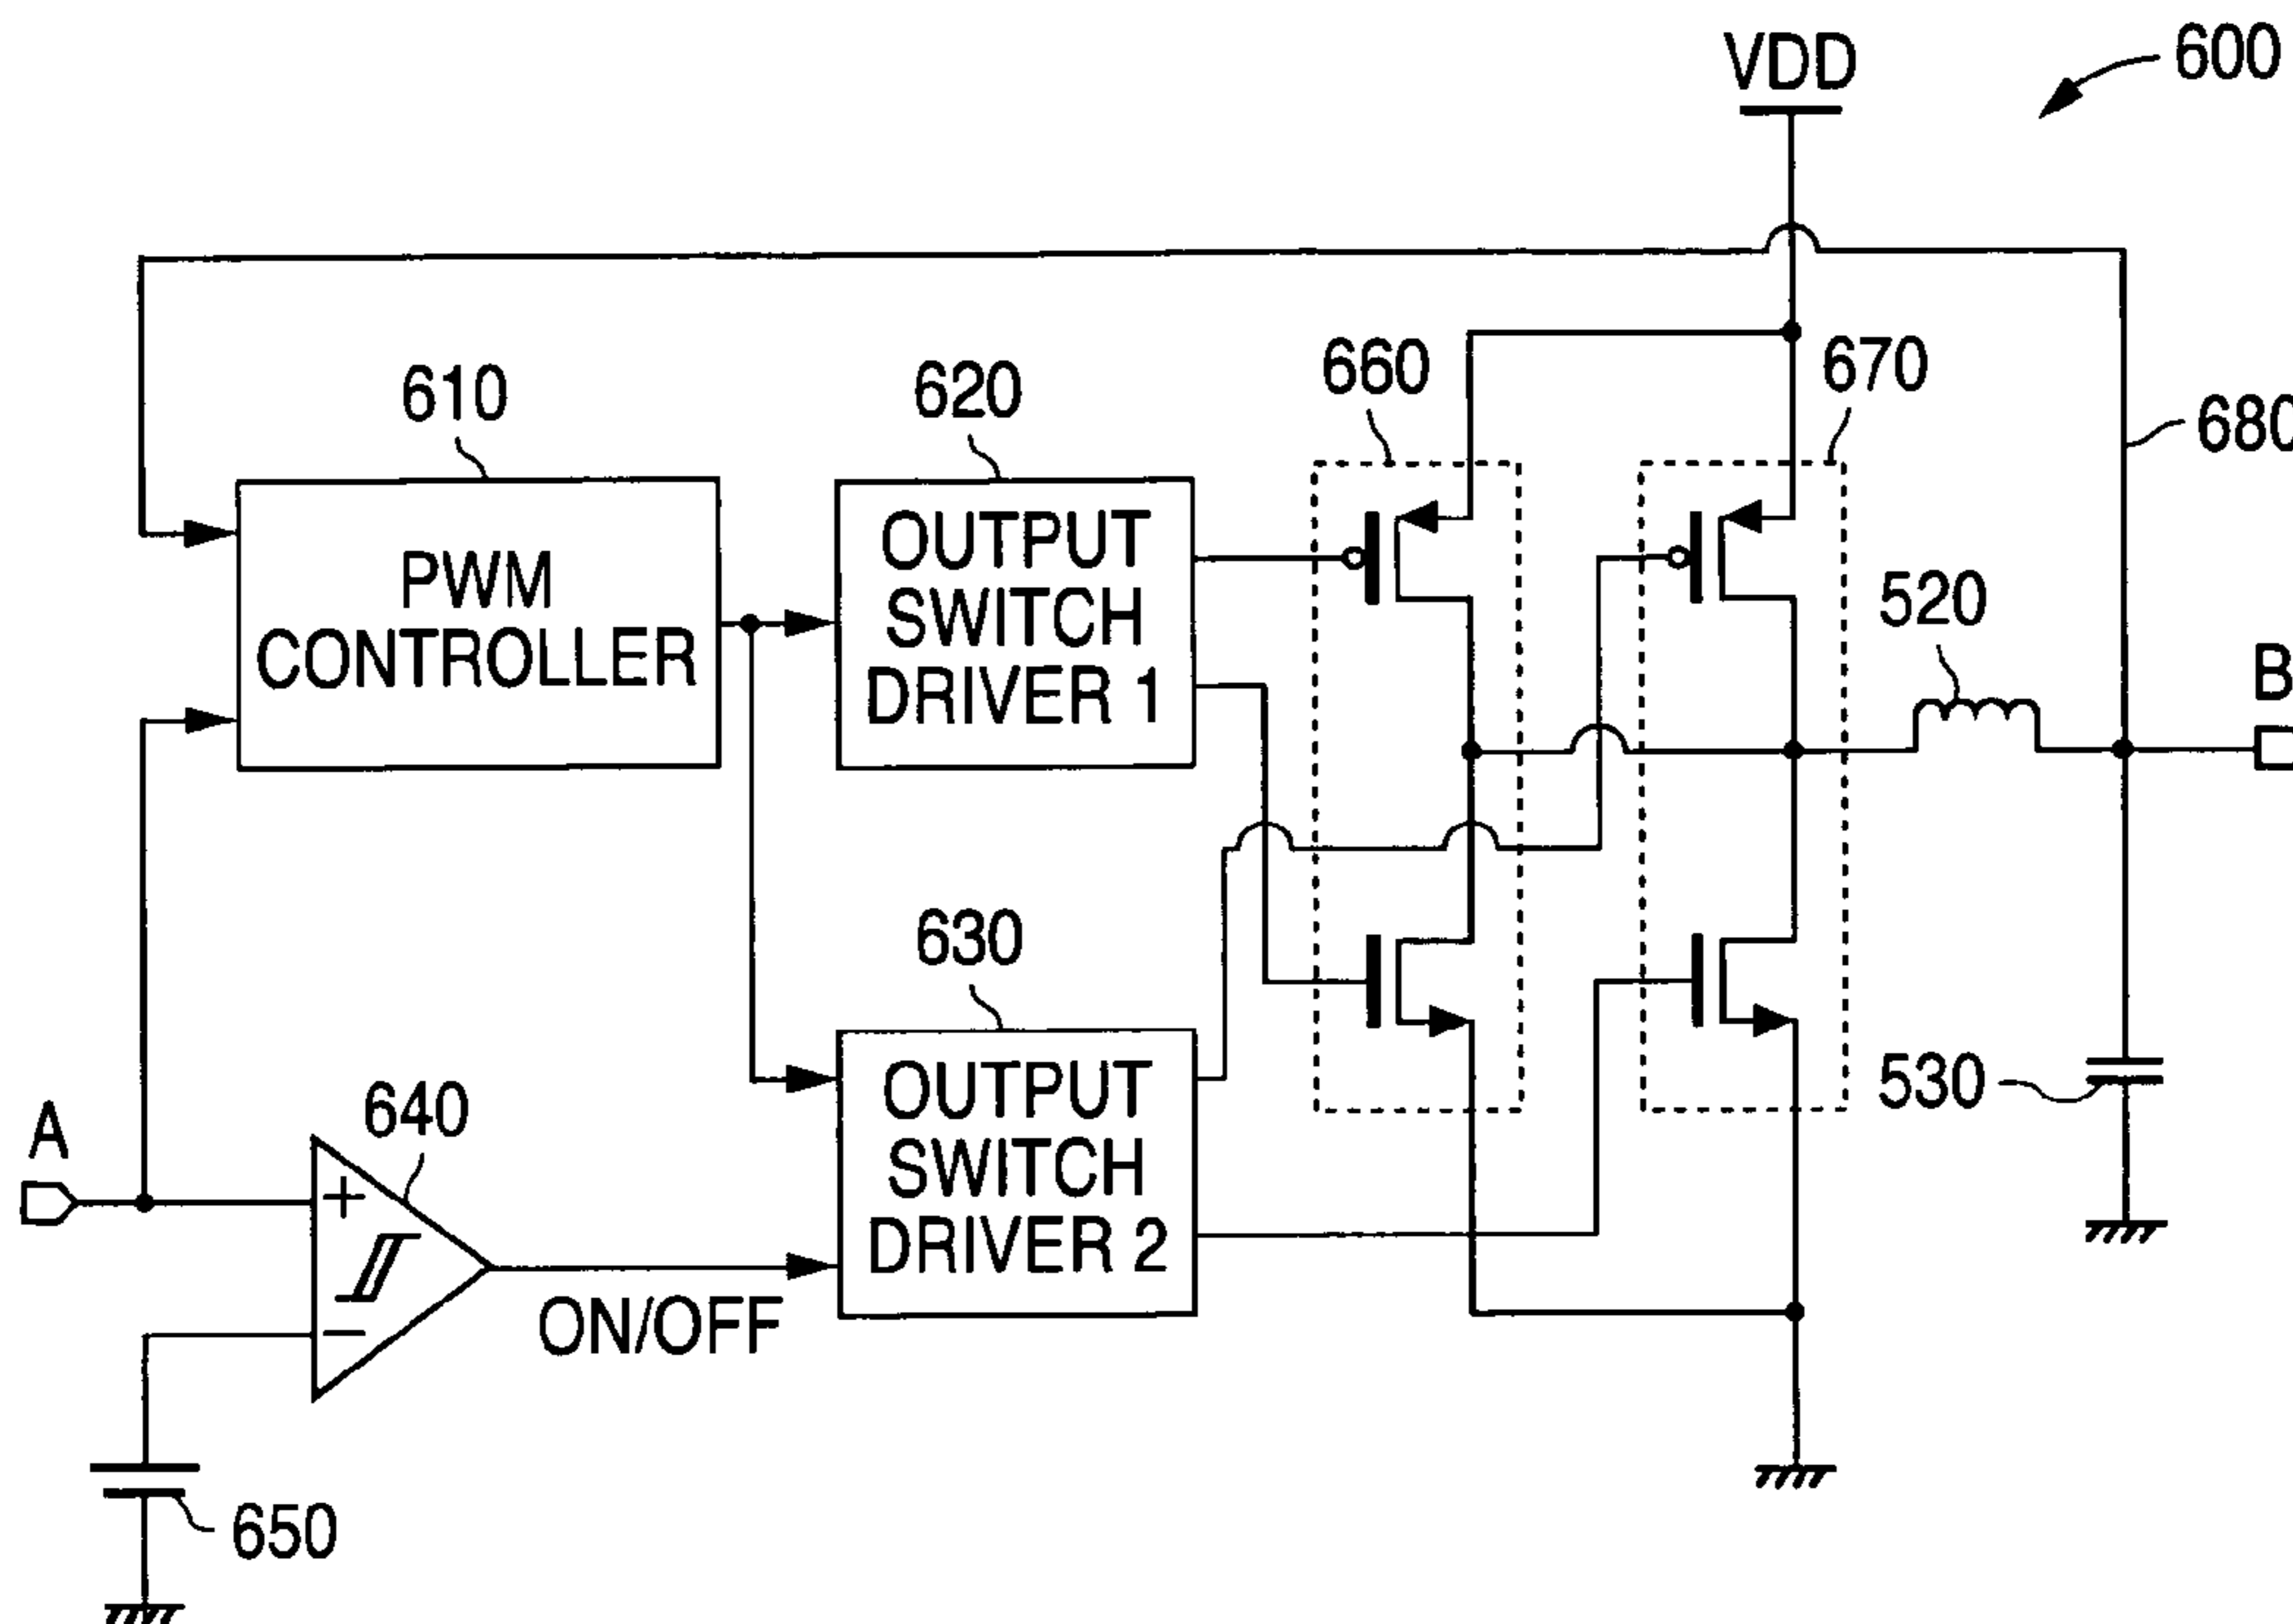 VDD
600
610
620
660
670
680
PWM
CONTROLLER
OUTPUT
SWITCH
DRIVER 1
520
B
630
OUTPUT
SWITCH
DRIVER 2
530
A
640
+
−
ON/OFF
650